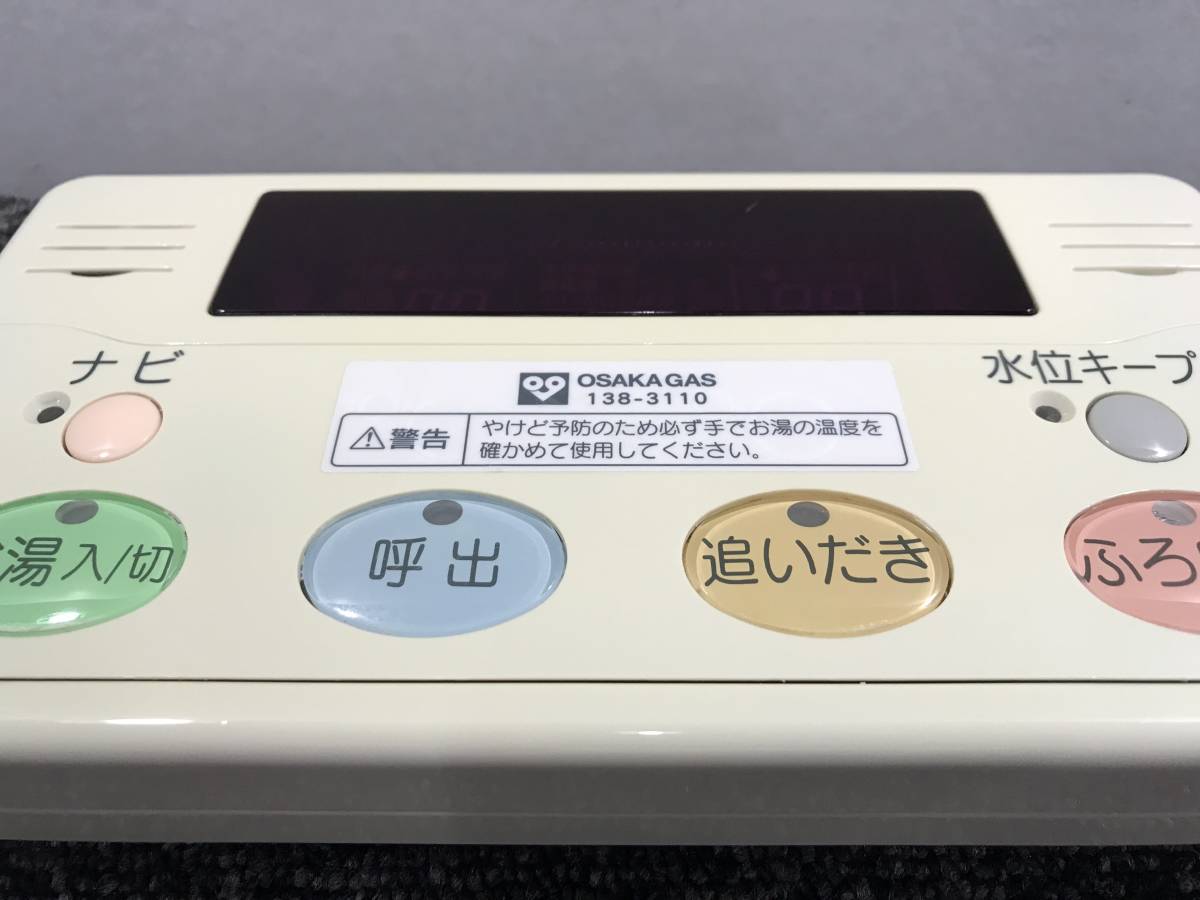 ナビ
水位キープ
OSAKA GAS
138-3110
警告
やけど予防のため必ず手でお湯の温度を
確かめて使用してください。
湯入/切
呼出
追いだき
ふろ